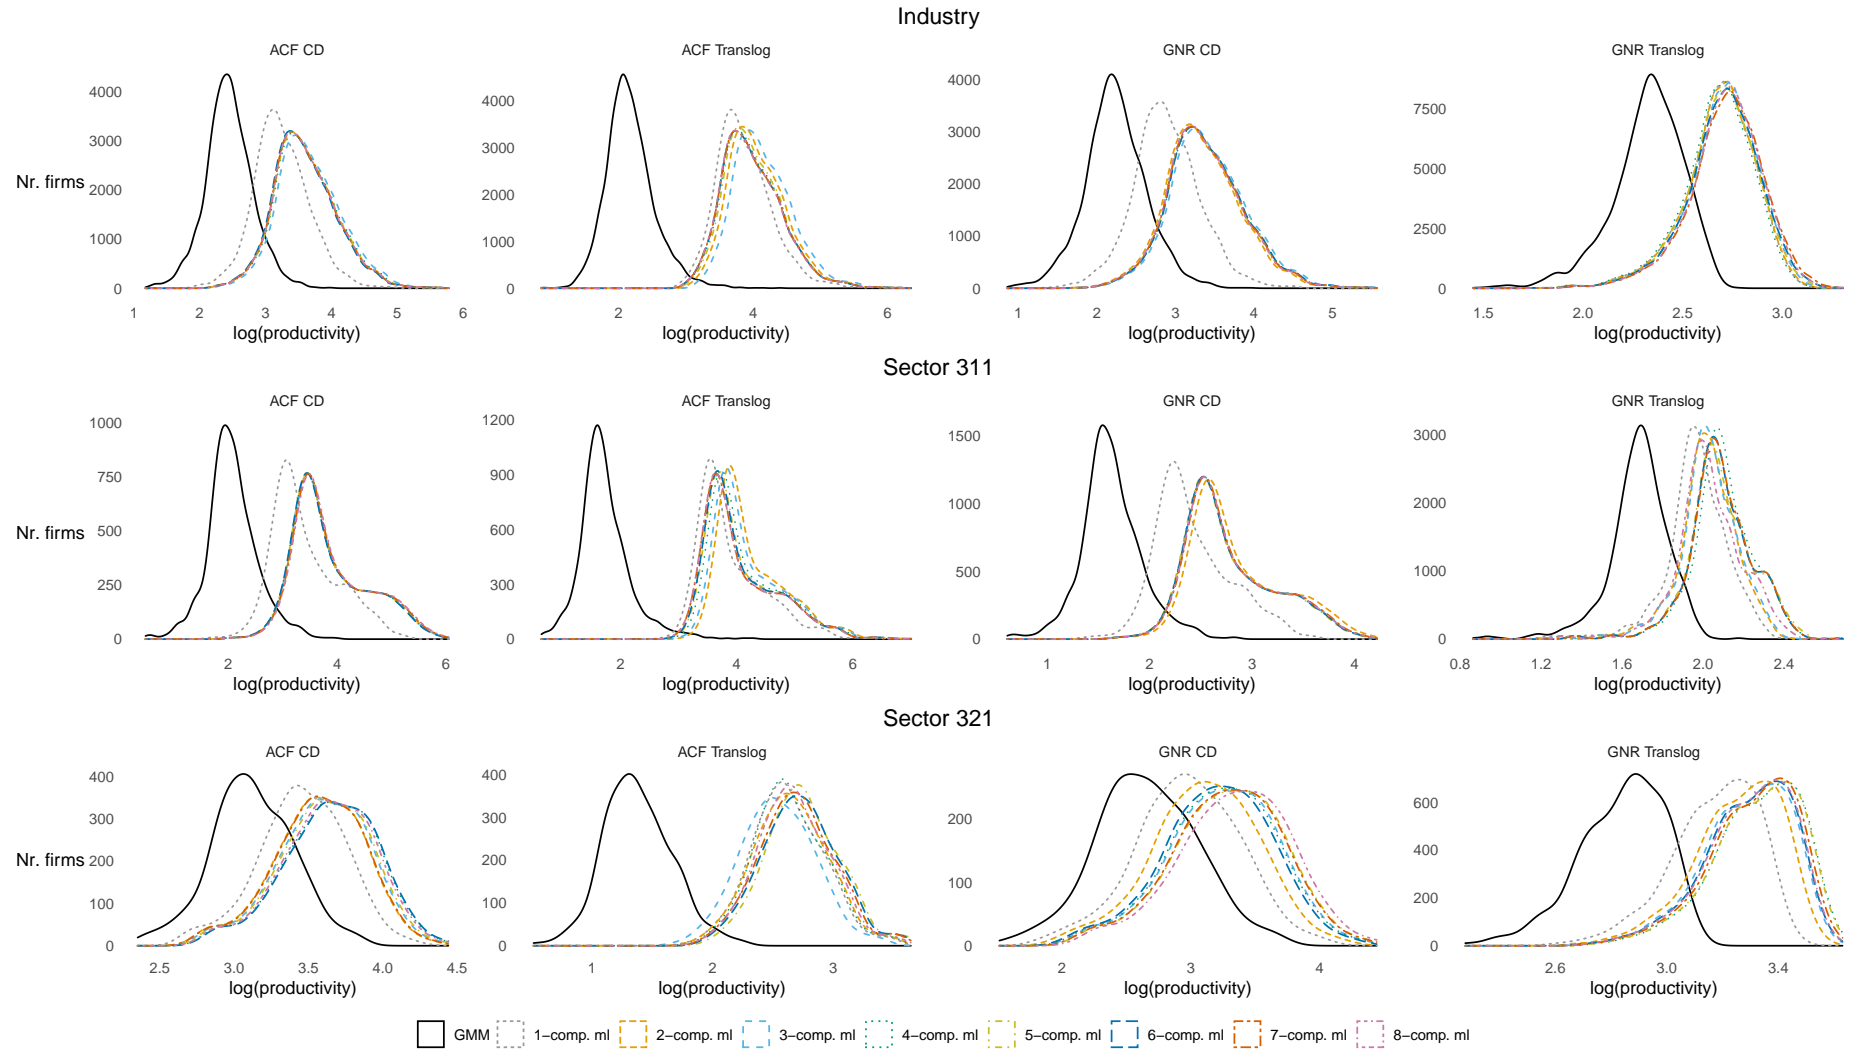 Industry
ACF CD
ACF Translog
GNR CD
GNR Translog
Nr. firms
4000
3000
2000
1000
0
1 2 3 4 5 6
log(productivity)
4000
3000
2000
1000
0
2 4 6
log(productivity)
4000
3000
2000
1000
0
1 2 3 4 5
log(productivity)
7500
5000
2500
0
1.5 2.0 2.5 3.0
log(productivity)
Sector 311
ACF CD
ACF Translog
GNR CD
GNR Translog
Nr. firms
1000
750
500
250
0
2 4 6
log(productivity)
1200
900
600
300
0
2 4 6
log(productivity)
1500
1000
500
0
1 2 3 4
log(productivity)
3000
2000
1000
0
0.8 1.2 1.6 2.0 2.4
log(productivity)
Sector 321
ACF CD
ACF Translog
GNR CD
GNR Translog
Nr. firms
400
300
200
100
0
2.5 3.0 3.5 4.0 4.5
log(productivity)
400
300
200
100
0
1 2 3
log(productivity)
200
100
0
2 3 4
log(productivity)
600
400
200
0
2.6 3.0 3.4
log(productivity)
GMM 1−comp. ml 2−comp. ml 3−comp. ml 4−comp. ml 5−comp. ml 6−comp. ml 7−comp. ml 8−comp. ml